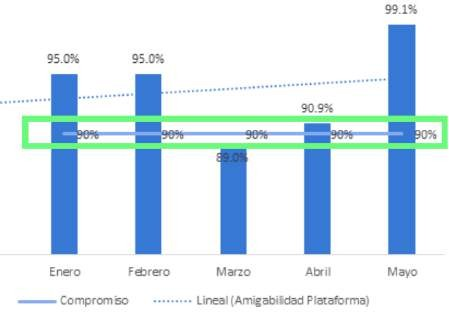 99.1%
95.0% 95.0%
90.9%
90% 90% 90% 90% 90%
89.0%
Enero Febrero Marzo Abril Mayo
Compromiso Lineal (Amigabilidad Plataforma)